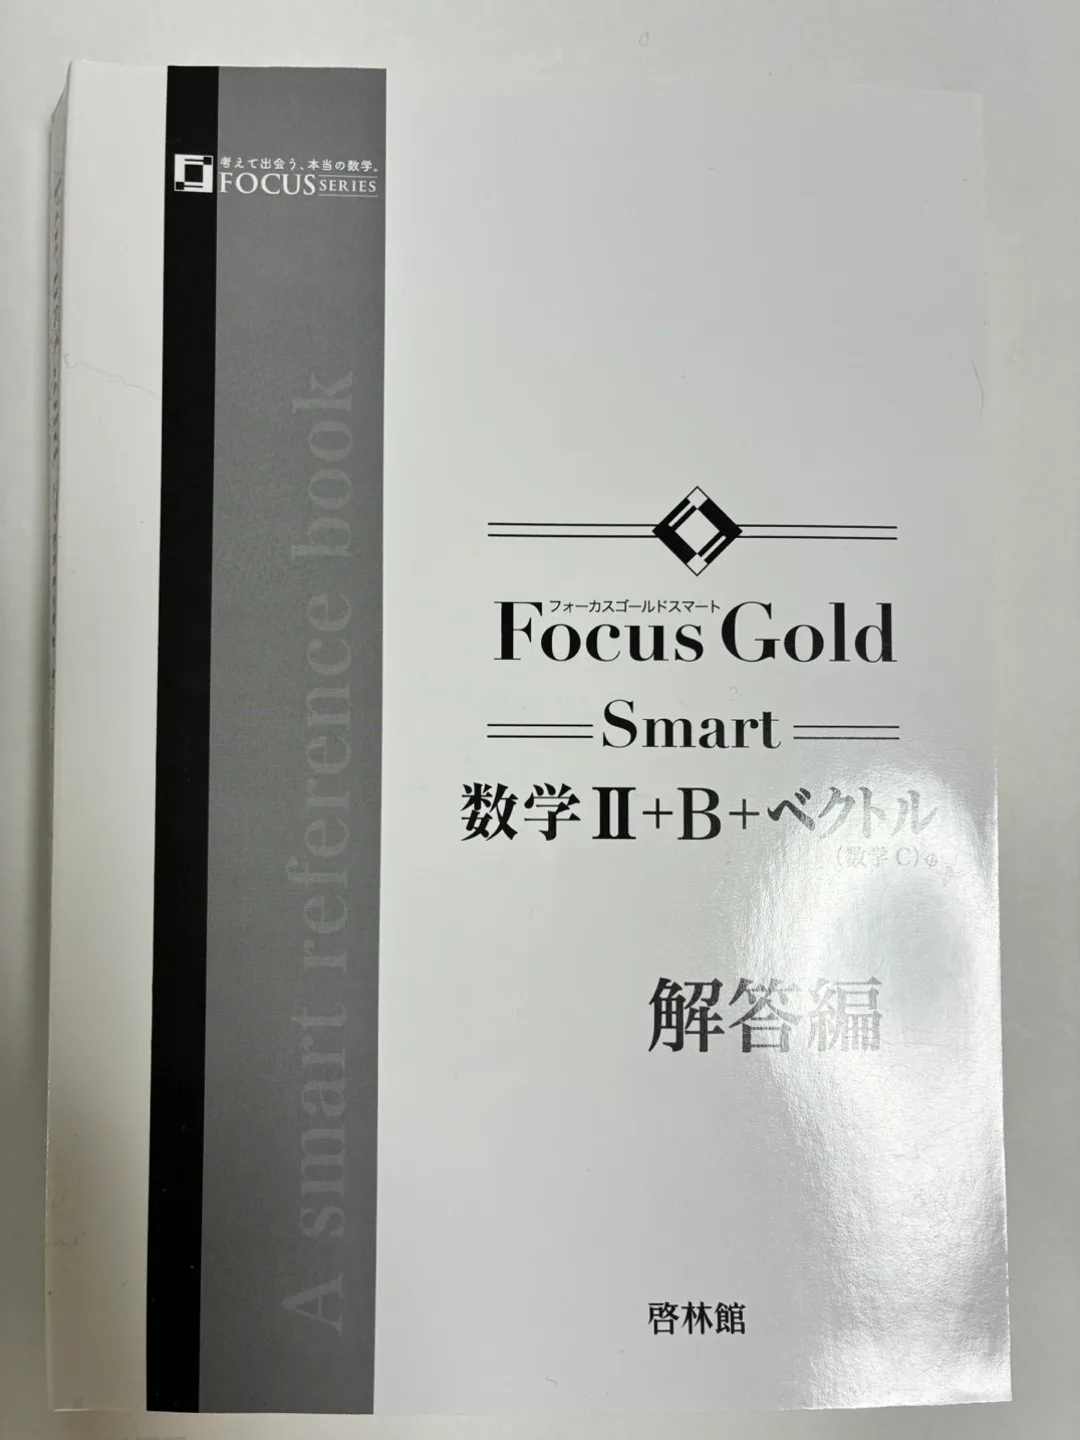 考えて出会う、本当の数学。
FOCUS SERIES
A smart reference book
フォーカスゴールドスマート
Focus Gold
Smart
数学Ⅱ+B+ベクトル
(数学C)
解答編
啓林館